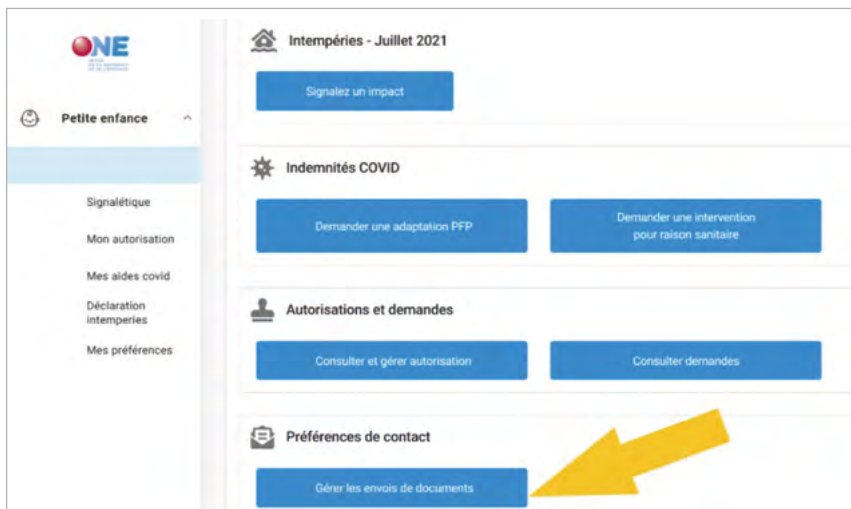 ONE
Petite enfance
Signalétique
Mon autorisation
Mes aides covid
Déclaration
intemperies
Mes préférences
Intempéries - Juillet 2021
Signalez un impact
Indemnités COVID
Demander une adaptation PFP
Demander une intervention
pour raison sanitaire
Autorisations et demandes
Consulter et gérer autorisation
Consulter demandes
Préférences de contact
Gérer les envois de documents